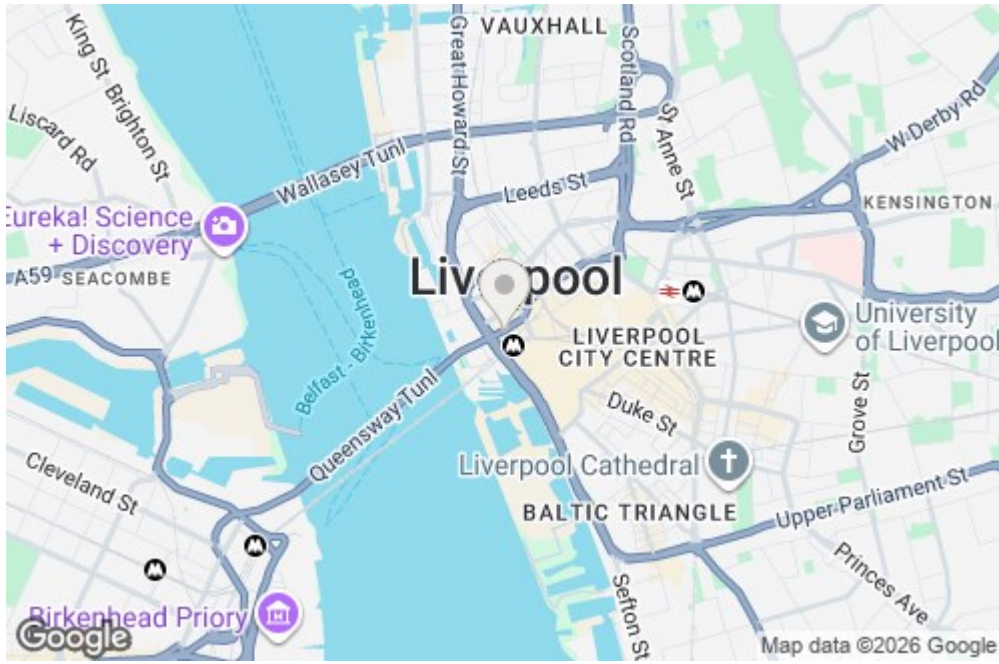 VAUXHALL
King St
Brighton St
Great Howard St
Scotland Rd
St Anne St
W Derby Rd
Liscard Rd
Wallasey Tunl
Leeds St
KENSINGTON
Eureka! Science
+ Discovery
A59
SEACOMBE
Liverpool
Belfast - Birkenhead
LIVERPOOL
CITY CENTRE
University
of Liverpool
Queensway Tunl
Duke St
Grove St
Liverpool Cathedral
Cleveland St
BALTIC TRIANGLE
Upper Parliament St
Princes Ave
Sefton St
Birkenhead Priory
Google
Map data ©2026 Google